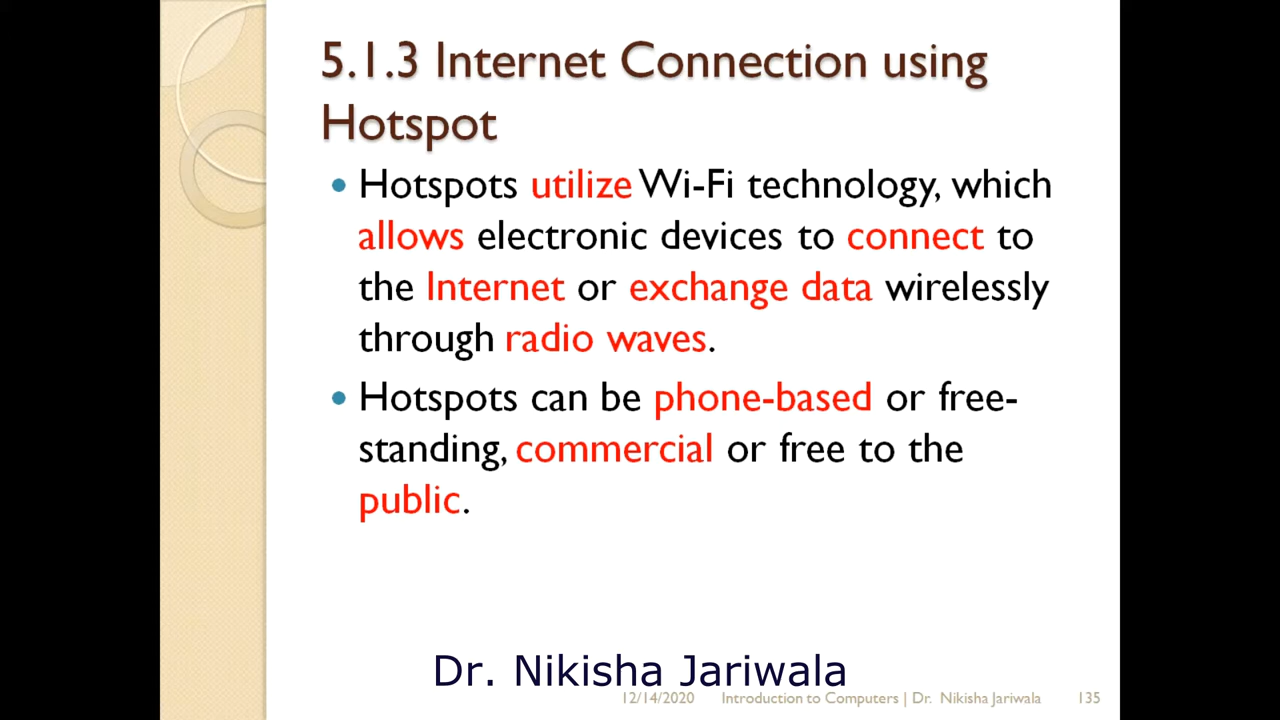 5.1.3 Internet Connection using
Hotspot
• Hotspots utilize Wi-Fi technology, which
allows electronic devices to connect to
the Internet or exchange data wirelessly
through radio waves.
• Hotspots can be phone-based or free-
standing, commercial or free to the
public.
Dr. Nikisha Jariwala
12/14/2020 Introduction to Computers | Dr. Nikisha Jariwala 135